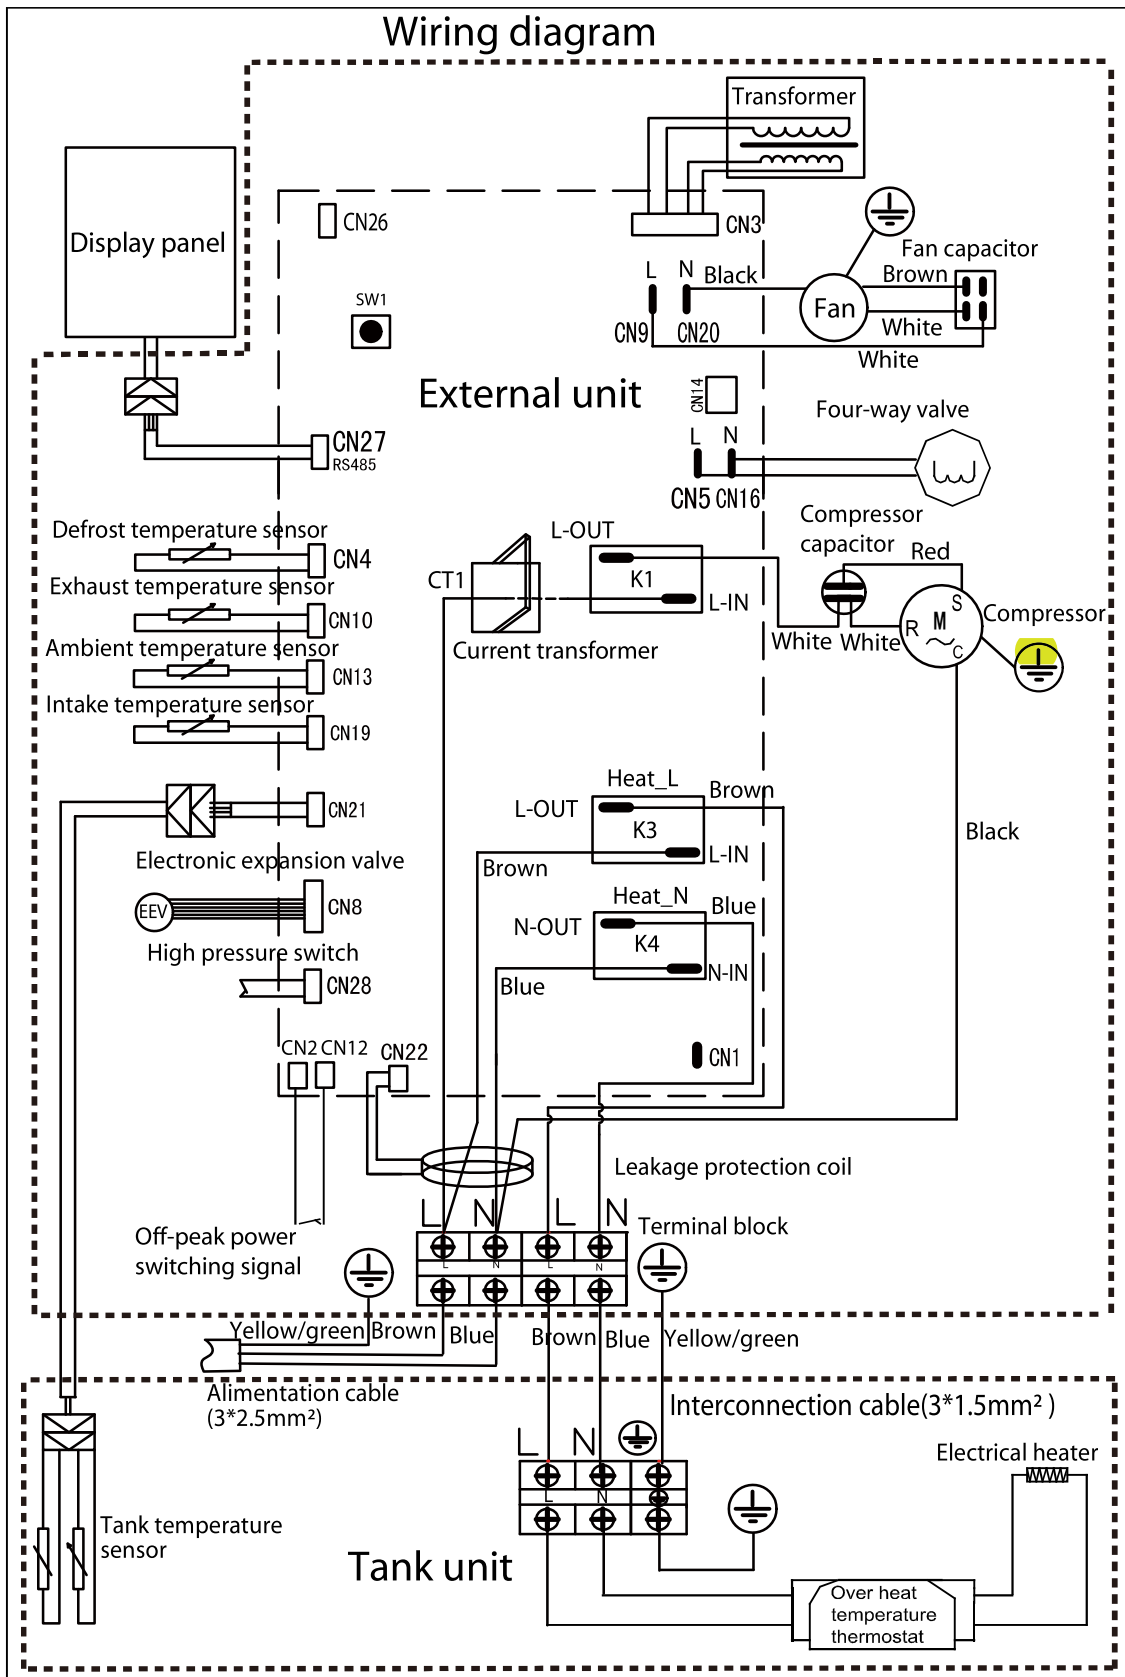 Wiring diagram
Transformer
Display panel
CN26
CN3
SW1
Fan capacitor
L
N
Black
Brown
Fan
White
CN9
CN20
White
External unit
CN14
Four-way valve
L
N
CN27
RS485
CN5
CN16
Compressor
capacitor
L-OUT
Red
Defrost temperature sensor
CN4
CT1
K1
L-IN
Exhaust temperature sensor
CN10
S
M
R
C
Compressor
White
White
Current transformer
Ambient temperature sensor
CN13
Intake temperature sensor
CN19
Heat_L
Brown
L-OUT
K3
L-IN
CN21
Brown
Black
Electronic expansion valve
EEV
CN8
Heat_N
Blue
N-OUT
K4
N-IN
Blue
High pressure switch
CN28
CN2
CN12
CN22
CN1
Leakage protection coil
L
N
L
N
Terminal block
Off-peak power
switching signal
L
N
L
N
Yellow/green
Brown
Blue
Brown
Blue
Yellow/green
Alimentation cable
(3*2.5mm²)
Interconnection cable(3*1.5mm² )
L
N
Electrical heater
L
N
Tank temperature
sensor
Tank unit
Over heat
temperature
thermostat